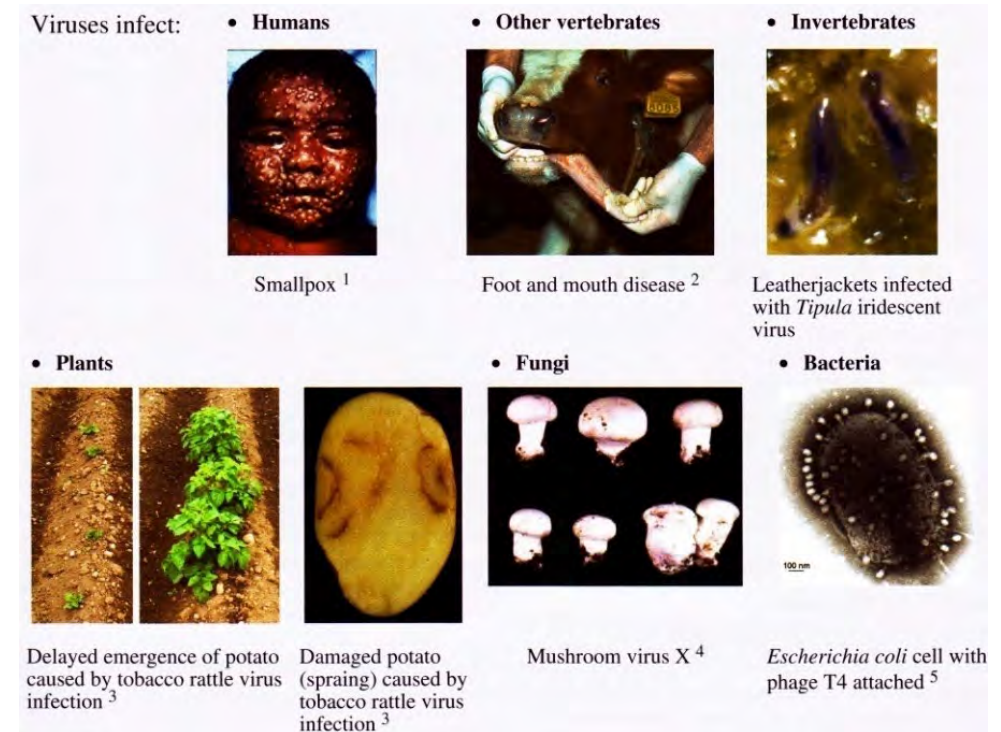 Viruses infect:
• Humans
• Other vertebrates
• Invertebrates
Smallpox 1
Foot and mouth disease 2
Leatherjackets infected
with Tipula iridescent
virus
• Plants
• Fungi
• Bacteria
100 nm
Delayed emergence of potato
caused by tobacco rattle virus
infection 3
Damaged potato
(spraing) caused by
tobacco rattle virus
infection 3
Mushroom virus X 4
Escherichia coli cell with
phage T4 attached 5